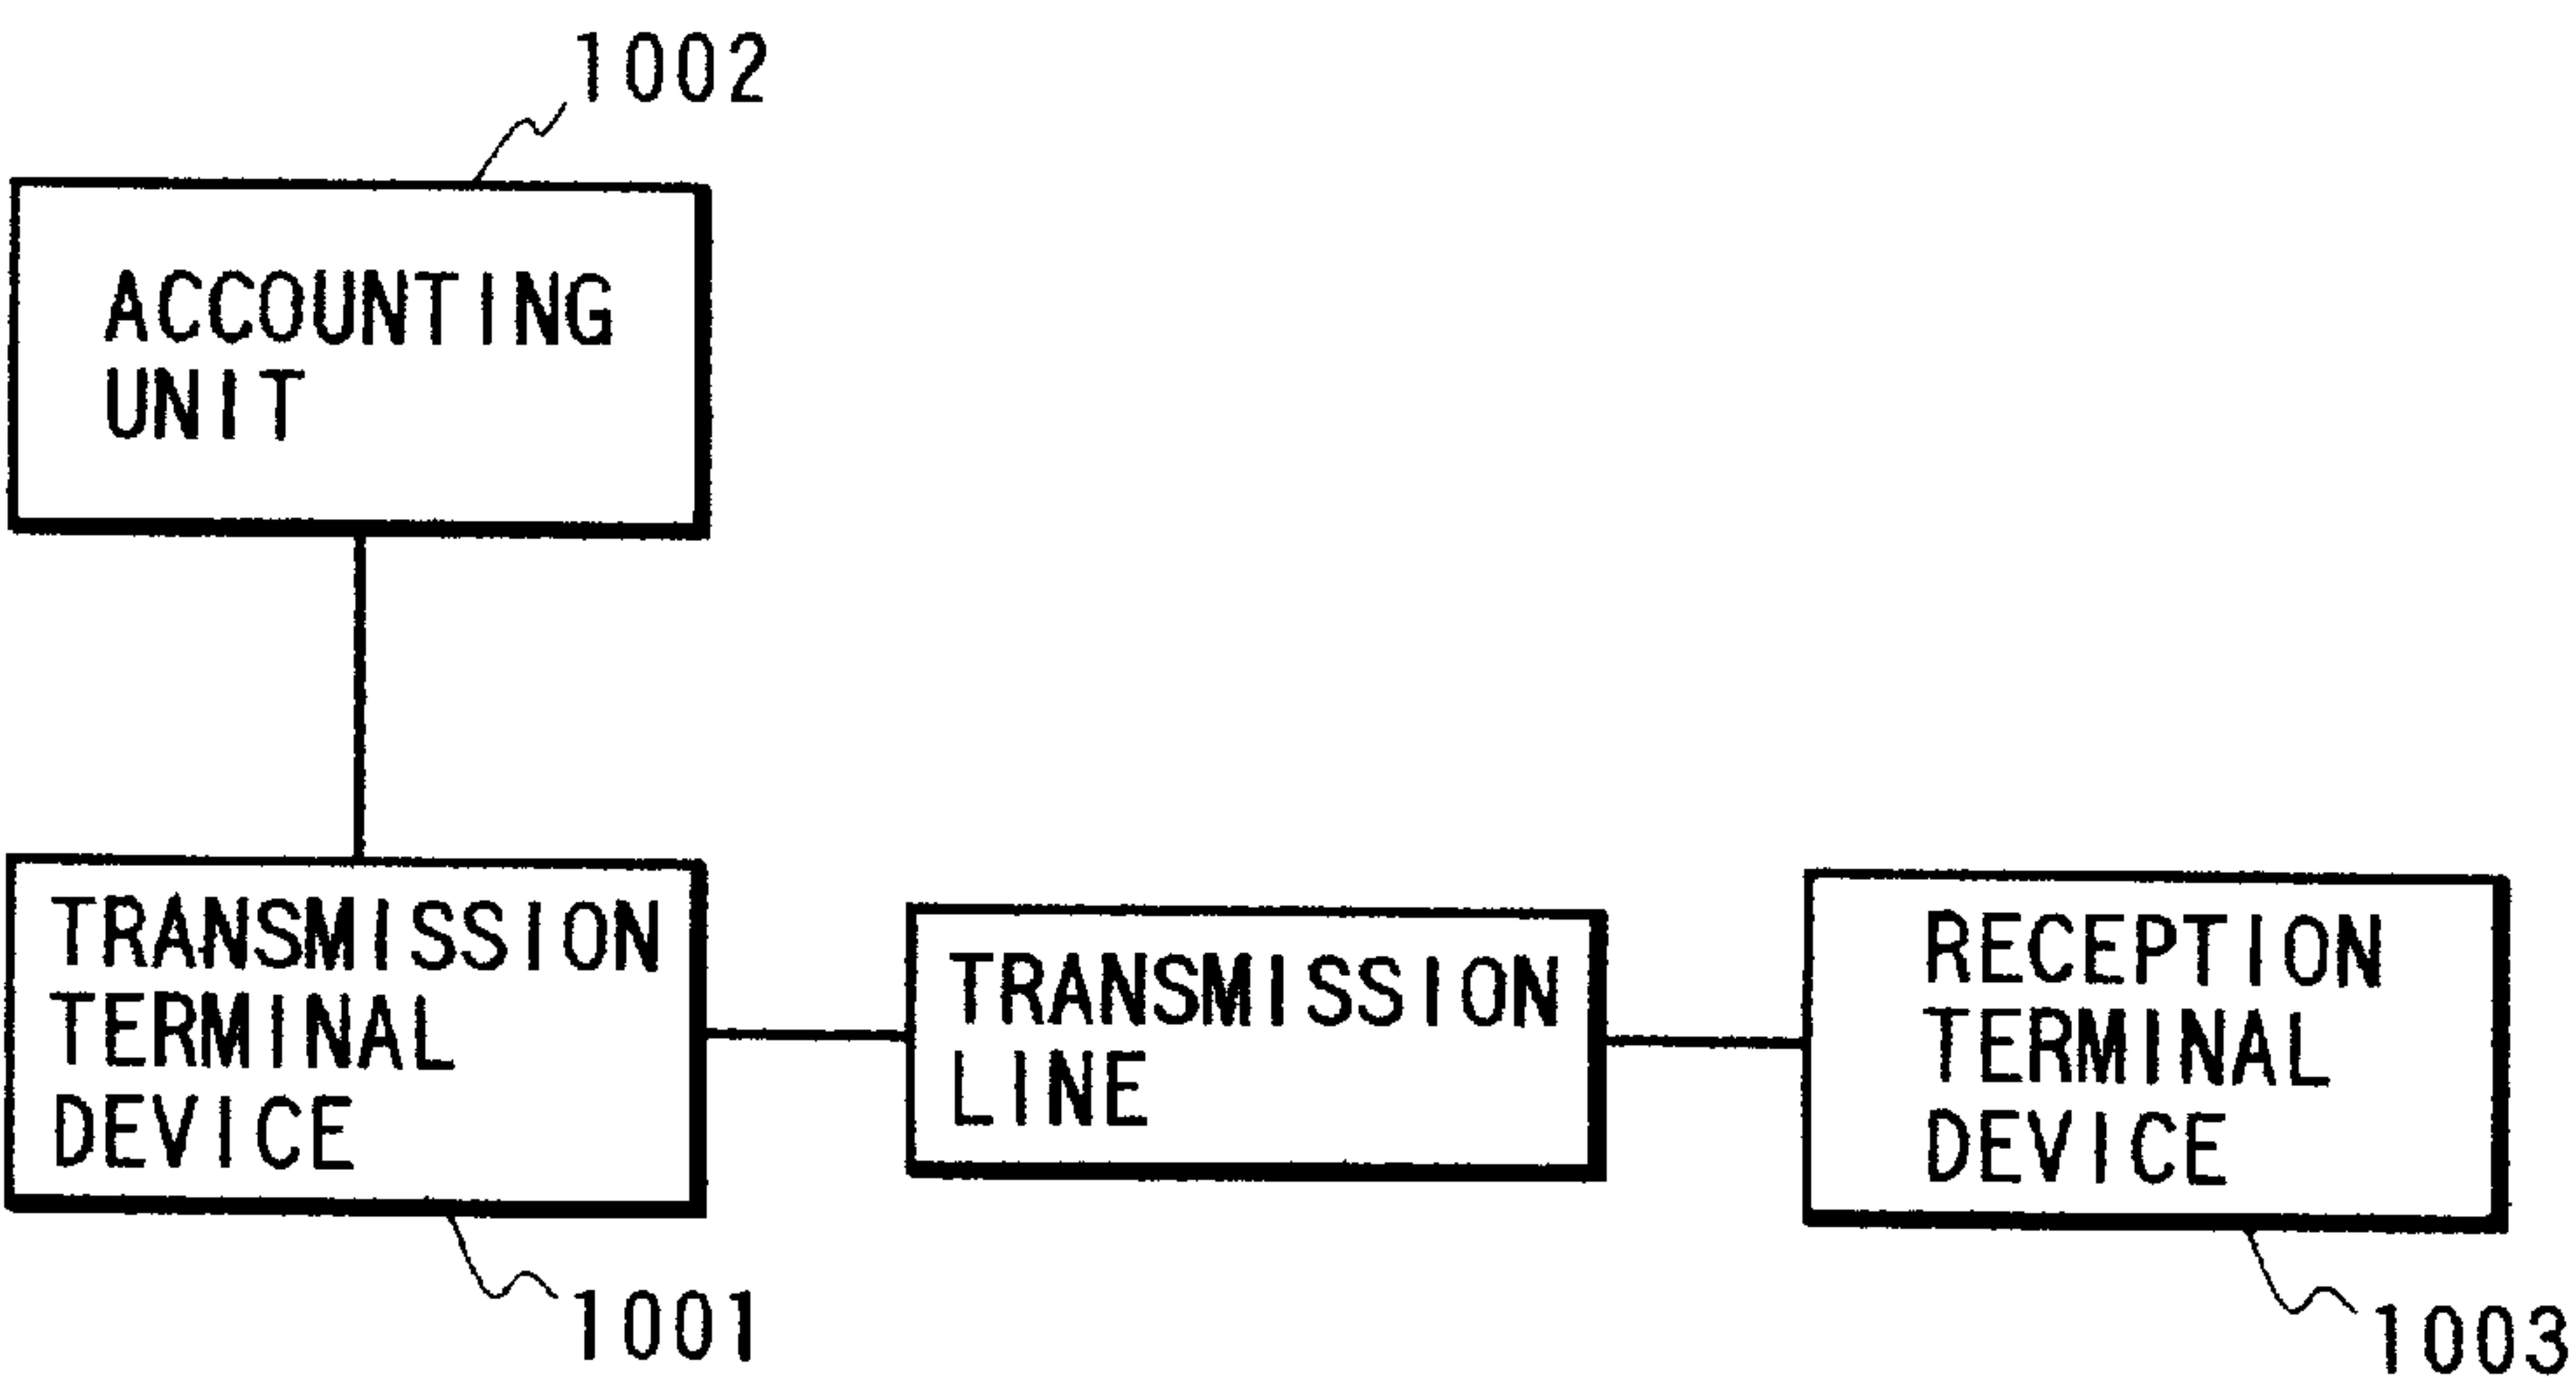 1002
ACCOUNTING
UNIT
TRANSMISSION
TERMINAL
DEVICE
1001
TRANSMISSION
LINE
RECEPTION
TERMINAL
DEVICE
1003